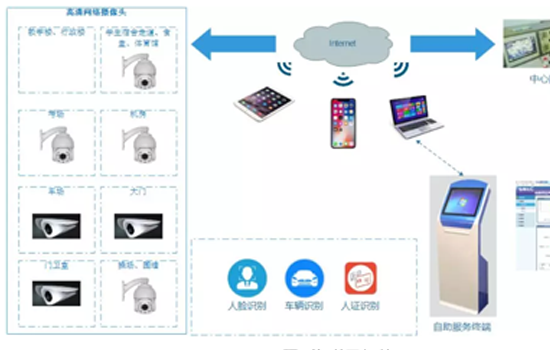 高清网络摄像头
教学楼、行政楼
学生宿舍走道、食
堂、体育馆
Internet
考场
机房
中心
车场
大门
门卫室
操场、围墙
人脸识别
车辆识别
人证识别
自助服务终端